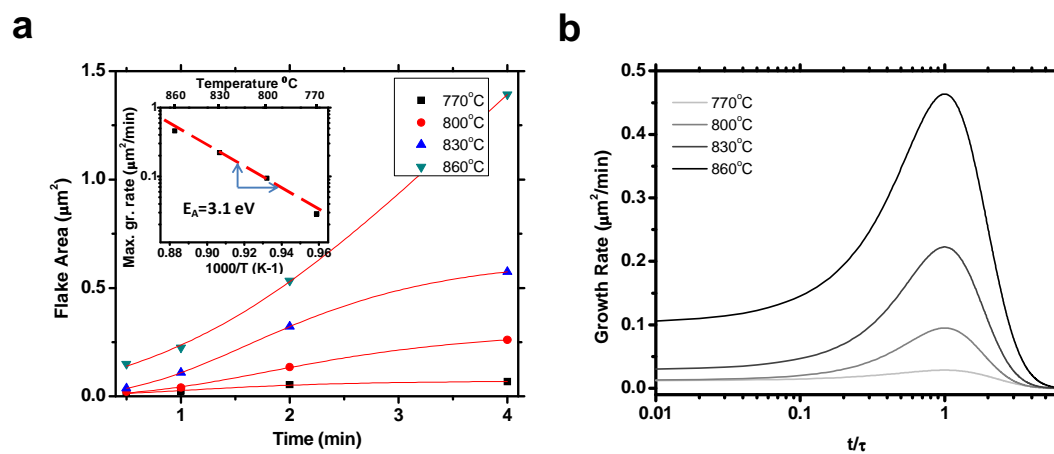 a
Flake Area (μm²)
1.5
1.0
0.5
0.0
1
2
3
4
Time (min)
770°C
800°C
830°C
860°C
Temperature ⁰C
860
830
800
770
Max. gr. rate (μm²/min)
1
0.1
E_A=3.1 eV
0.88
0.90
0.92
0.94
0.96
1000/T (K-1)
b
Growth Rate (μm²/min)
0.5
0.4
0.3
0.2
0.1
0.0
770°C
800°C
830°C
860°C
0.01
0.1
1
t/τ